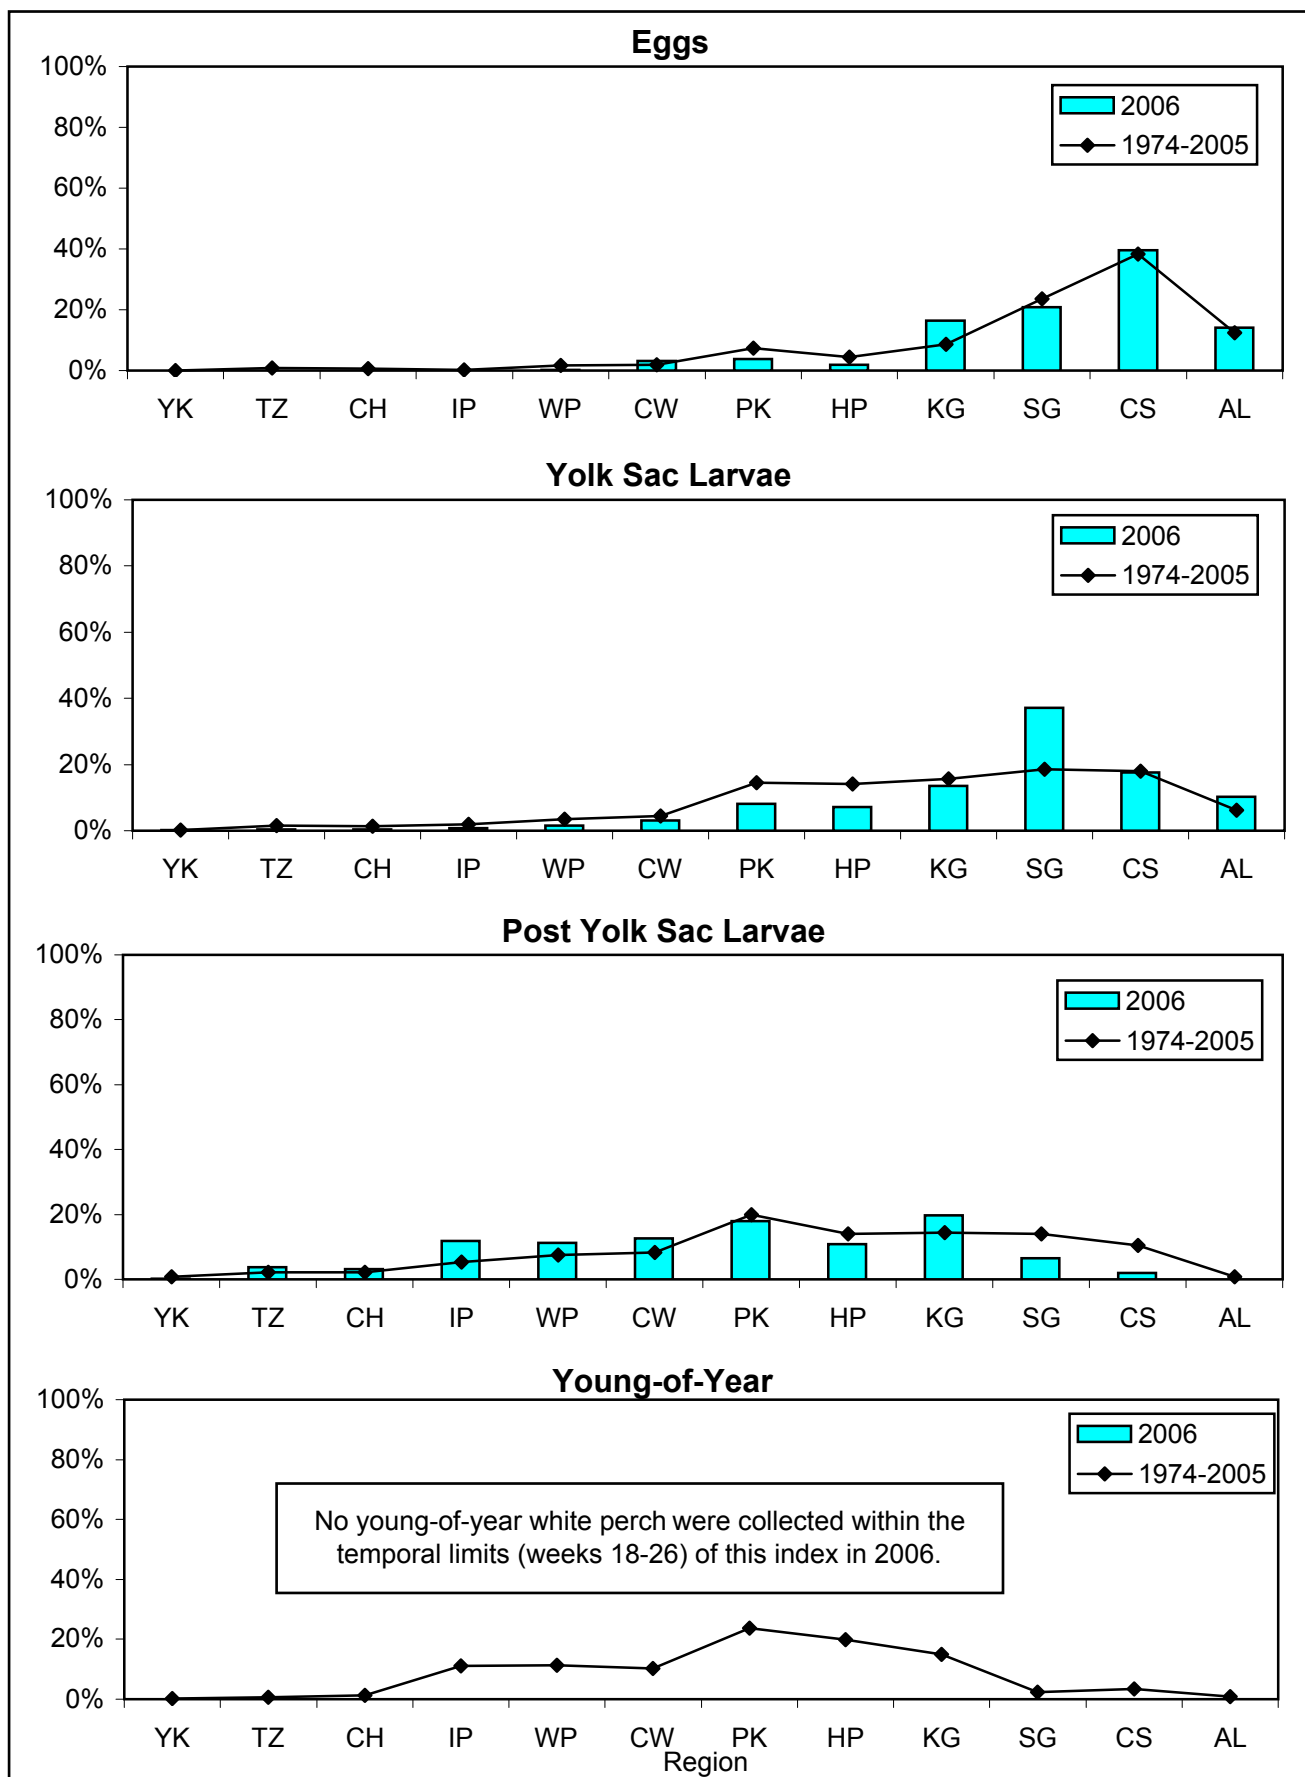 Eggs
100%
80%
60%
40%
20%
0%
2006
1974-2005
YK TZ CH IP WP CW PK HP KG SG CS AL
Yolk Sac Larvae
100%
80%
60%
40%
20%
0%
2006
1974-2005
YK TZ CH IP WP CW PK HP KG SG CS AL
Post Yolk Sac Larvae
100%
80%
60%
40%
20%
0%
2006
1974-2005
YK TZ CH IP WP CW PK HP KG SG CS AL
Young-of-Year
100%
80%
60%
40%
20%
0%
2006
1974-2005
No young-of-year white perch were collected within the
temporal limits (weeks 18-26) of this index in 2006.
YK TZ CH IP WP CW PK HP KG SG CS AL
Region